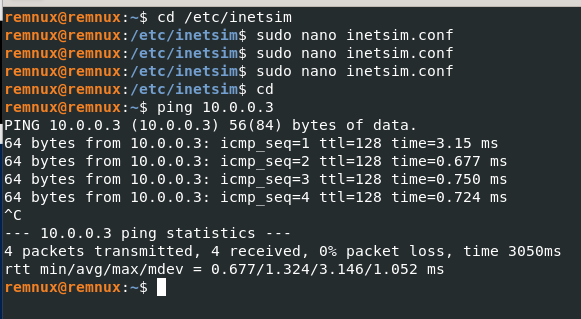 remnux@remnux:~$ cd /etc/inetsim
remnux@remnux:/etc/inetsim$ sudo nano inetsim.conf
remnux@remnux:/etc/inetsim$ sudo nano inetsim.conf
remnux@remnux:/etc/inetsim$ sudo nano inetsim.conf
remnux@remnux:/etc/inetsim$ cd
remnux@remnux:~$ ping 10.0.0.3
PING 10.0.0.3 (10.0.0.3) 56(84) bytes of data.
64 bytes from 10.0.0.3: icmp_seq=1 ttl=128 time=3.15 ms
64 bytes from 10.0.0.3: icmp_seq=2 ttl=128 time=0.677 ms
64 bytes from 10.0.0.3: icmp_seq=3 ttl=128 time=0.750 ms
64 bytes from 10.0.0.3: icmp_seq=4 ttl=128 time=0.724 ms
^C
--- 10.0.0.3 ping statistics ---
4 packets transmitted, 4 received, 0% packet loss, time 3050ms
rtt min/avg/max/mdev = 0.677/1.324/3.146/1.052 ms
remnux@remnux:~$